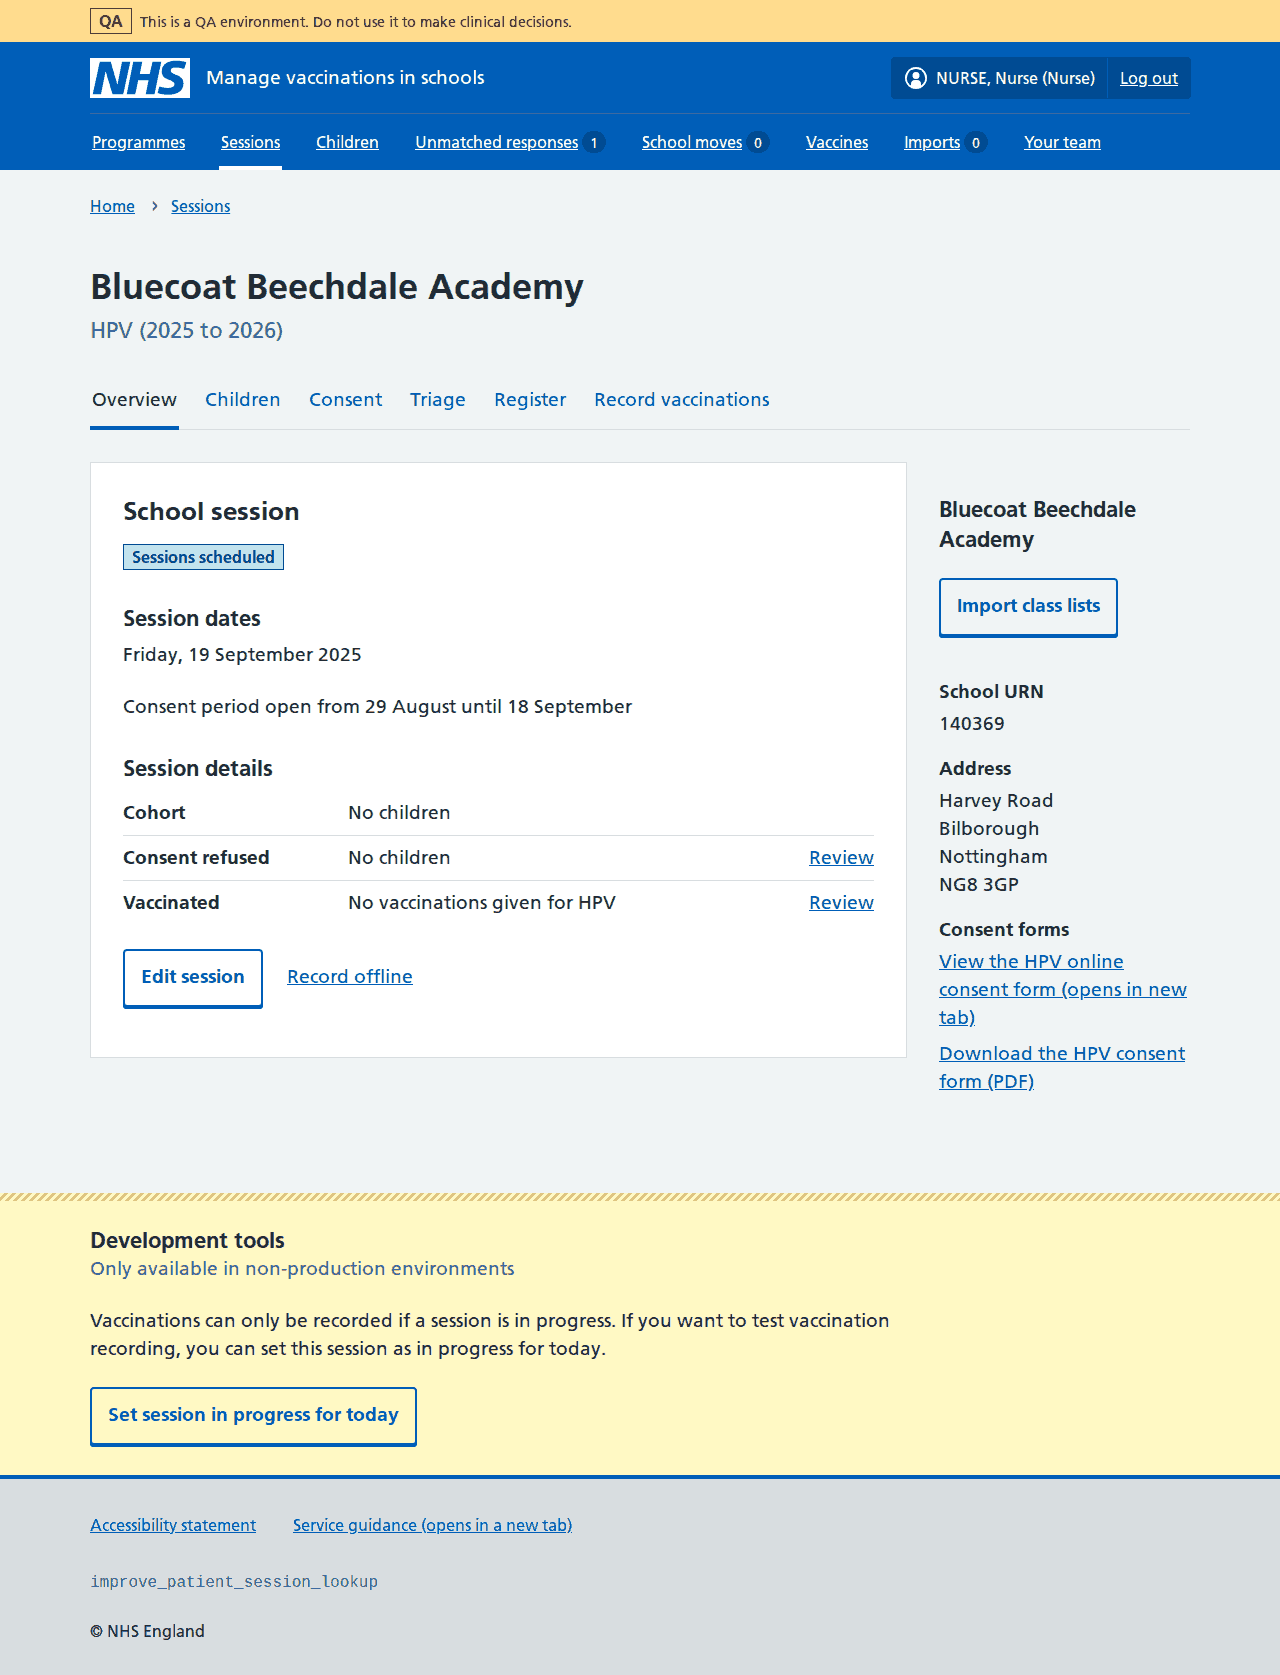 QA This is a QA environment. Do not use it to make clinical decisions.
NHS Manage vaccinations in schools NURSE, Nurse (Nurse) Log out
Programmes Sessions Children Unmatched responses 1 School moves 0 Vaccines Imports 0 Your team
Home › Sessions
Bluecoat Beechdale Academy
HPV (2025 to 2026)
Overview Children Consent Triage Register Record vaccinations
School session
Sessions scheduled
Session dates
Friday, 19 September 2025
Consent period open from 29 August until 18 September
Session details
Cohort No children
Consent refused No children Review
Vaccinated No vaccinations given for HPV Review
Edit session Record offline
Bluecoat Beechdale
Academy
Import class lists
School URN
140369
Address
Harvey Road
Bilborough
Nottingham
NG8 3GP
Consent forms
View the HPV online
consent form (opens in new
tab)
Download the HPV consent
form (PDF)
Development tools
Only available in non-production environments
Vaccinations can only be recorded if a session is in progress. If you want to test vaccination
recording, you can set this session as in progress for today.
Set session in progress for today
Accessibility statement Service guidance (opens in a new tab)
improve_patient_session_lookup
© NHS England